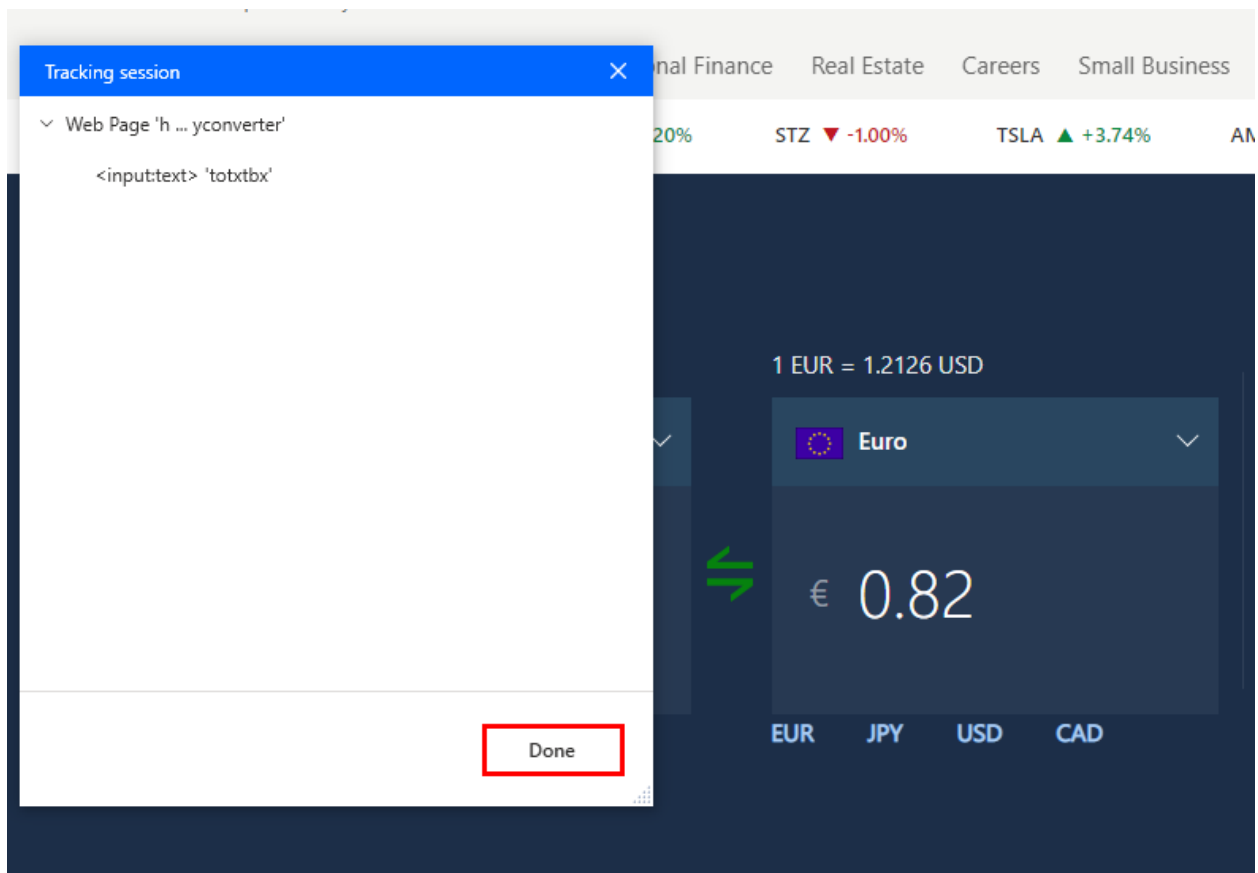 Tracking session
nal Finance Real Estate Careers Small Business
Web Page 'h ... yconverter'
20% STZ ▼ -1.00% TSLA ▲ +3.74%
<input:text> 'totxtbx'
1 EUR = 1.2126 USD
Euro
€ 0.82
EUR JPY USD CAD
Done